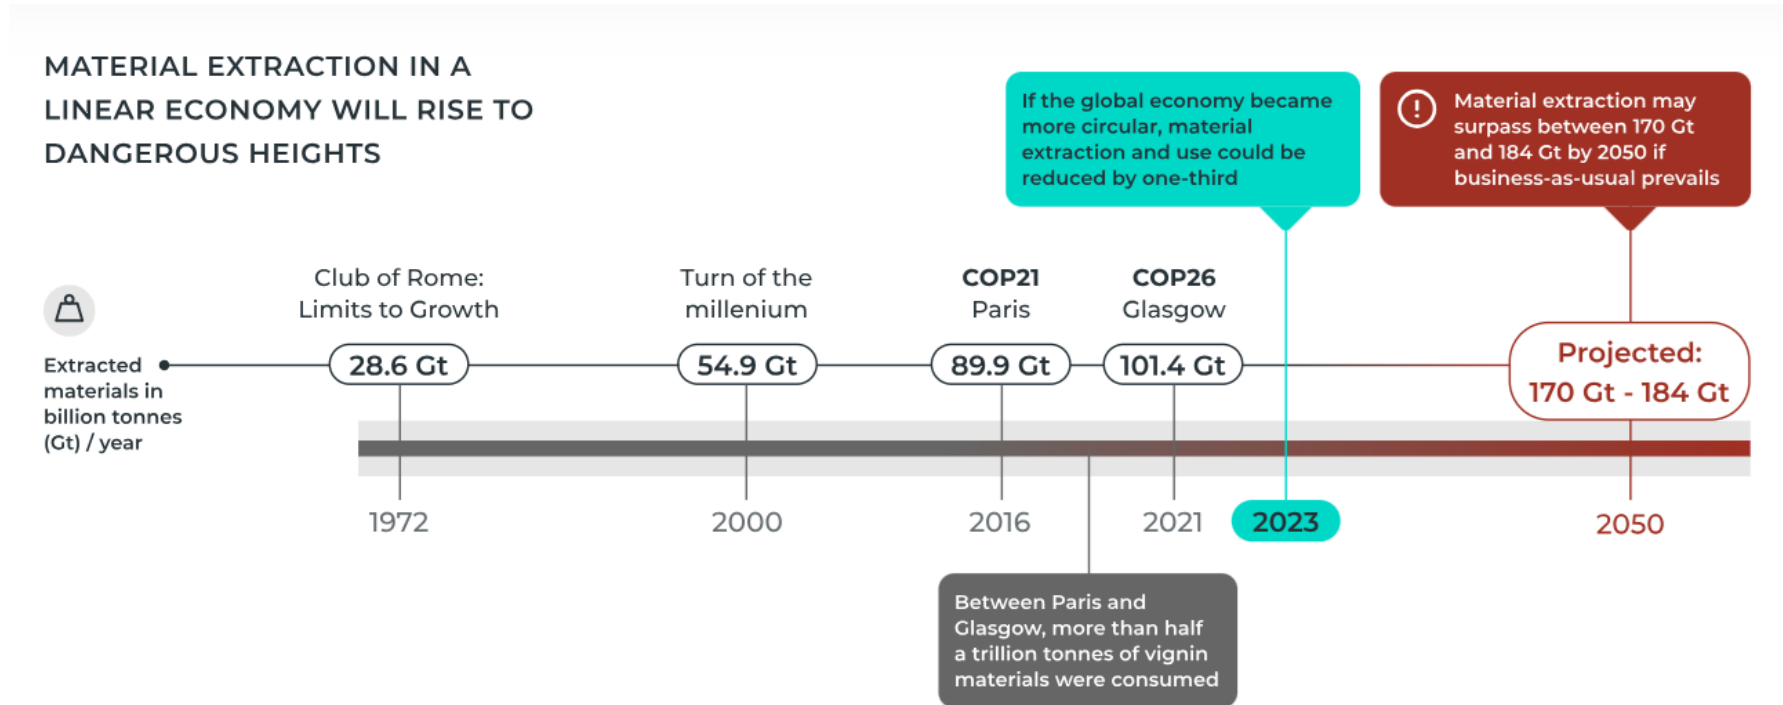 MATERIAL EXTRACTION IN A
LINEAR ECONOMY WILL RISE TO
DANGEROUS HEIGHTS
If the global economy became
more circular, material
extraction and use could be
reduced by one-third
Material extraction may
surpass between 170 Gt
and 184 Gt by 2050 if
business-as-usual prevails
Club of Rome:
Limits to Growth
Turn of the
millenium
COP21
Paris
COP26
Glasgow
Extracted
materials in
billion tonnes
(Gt) / year
28.6 Gt
54.9 Gt
89.9 Gt
101.4 Gt
Projected:
170 Gt - 184 Gt
1972
2000
2016
2021
2023
2050
Between Paris and
Glasgow, more than half
a trillion tonnes of vignin
materials were consumed